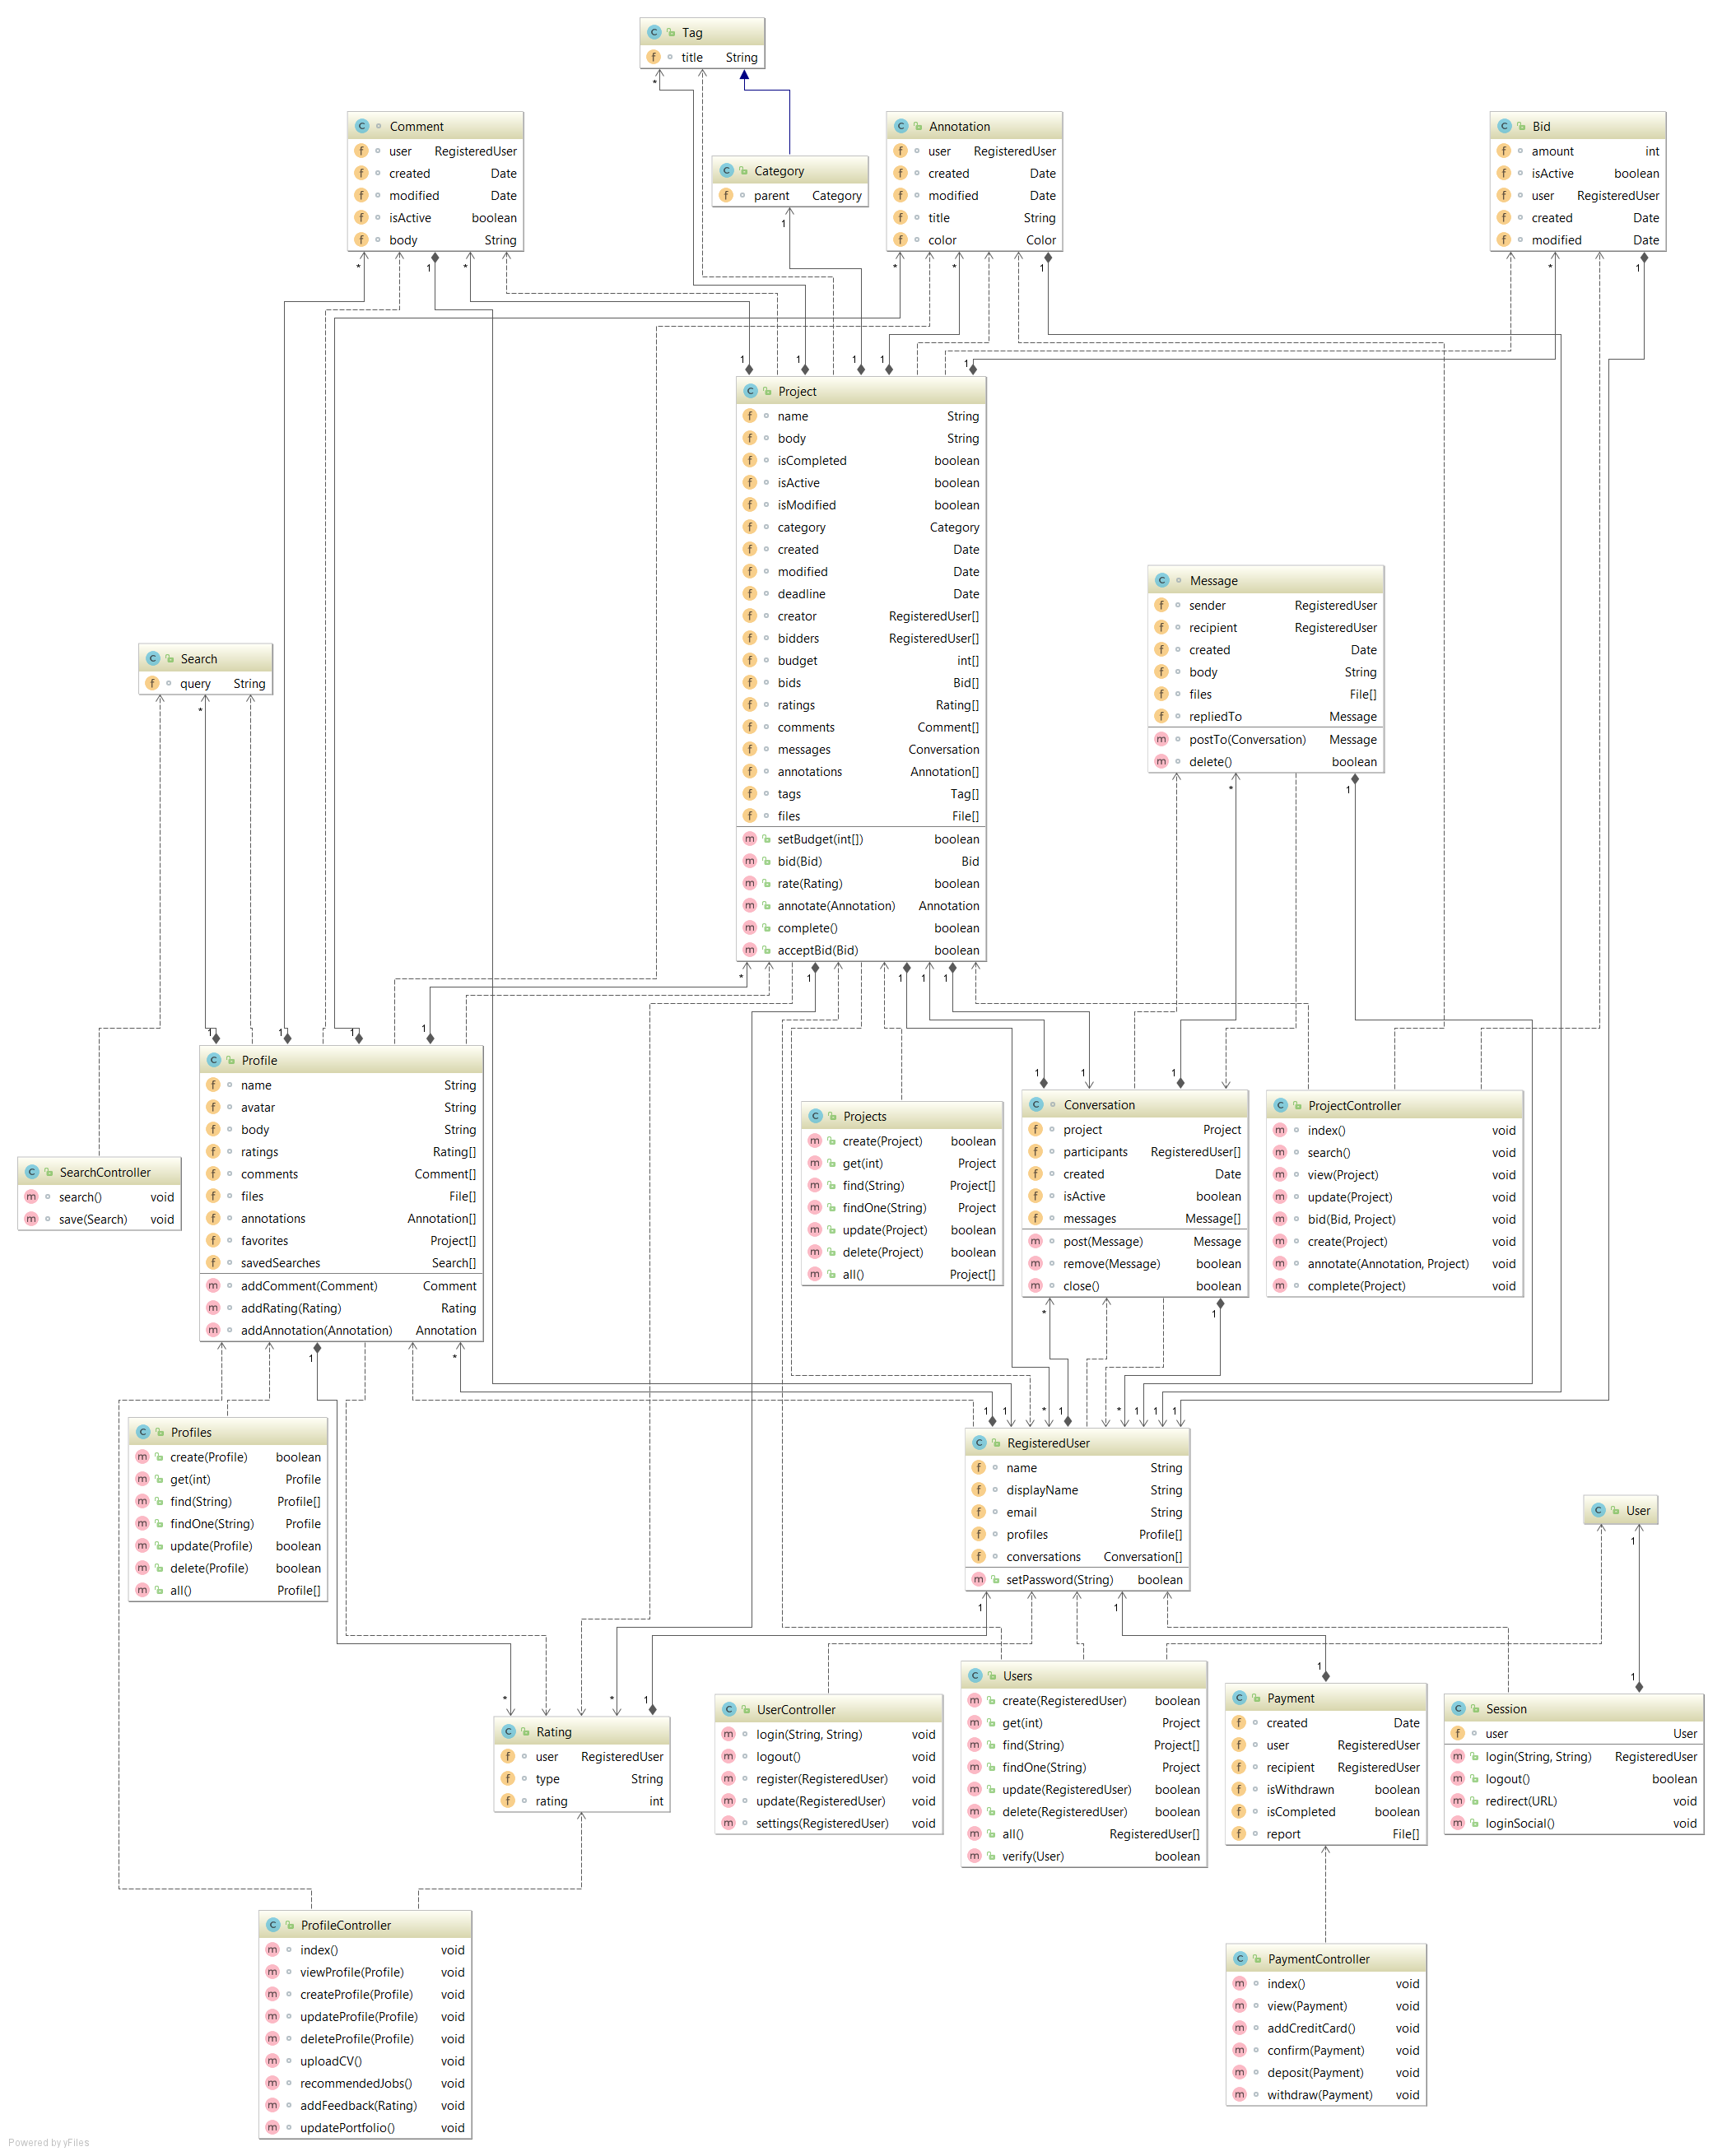 Tag
title String
Comment
user RegisteredUser
created Date
modified Date
isActive boolean
body String
Category
parent Category
Annotation
user RegisteredUser
created Date
modified Date
title String
color Color
Bid
amount int
isActive boolean
user RegisteredUser
created Date
modified Date
Project
name String
body String
isCompleted boolean
isActive boolean
isModified boolean
category Category
created Date
modified Date
deadline Date
creator RegisteredUser[]
bidders RegisteredUser[]
budget int[]
bids Bid[]
ratings Rating[]
comments Comment[]
messages Conversation
annotations Annotation[]
tags Tag[]
files File[]
setBudget(int[]) boolean
bid(Bid) Bid
rate(Rating) boolean
annotate(Annotation) Annotation
complete() boolean
acceptBid(Bid) boolean
Message
sender RegisteredUser
recipient RegisteredUser
created Date
body String
files File[]
repliedTo Message
postTo(Conversation) Message
delete() boolean
Search
query String
SearchController
search() void
save(Search) void
Profile
name String
avatar String
body String
ratings Rating[]
comments Comment[]
files File[]
annotations Annotation[]
favorites Project[]
savedSearches Search[]
addComment(Comment) Comment
addRating(Rating) Rating
addAnnotation(Annotation) Annotation
Projects
create(Project) boolean
get(int) Project
find(String) Project[]
findOne(String) Project
update(Project) boolean
delete(Project) boolean
all() Project[]
Conversation
project Project
participants RegisteredUser[]
created Date
isActive boolean
messages Message[]
post(Message) Message
remove(Message) boolean
close() boolean
ProjectController
index() void
search() void
view(Project) void
update(Project) void
bid(Bid, Project) void
create(Project) void
annotate(Annotation, Project) void
complete(Project) void
Profiles
create(Profile) boolean
get(int) Profile
find(String) Profile[]
findOne(String) Profile
update(Profile) boolean
delete(Profile) boolean
all() Profile[]
RegisteredUser
name String
displayName String
email String
profiles Profile[]
conversations Conversation[]
setPassword(String) boolean
User
Rating
user RegisteredUser
type String
rating int
UserController
login(String, String) void
logout() void
register(RegisteredUser) void
update(RegisteredUser) void
settings(RegisteredUser) void
Users
create(RegisteredUser) boolean
get(int) Project
find(String) Project[]
findOne(String) Project
update(RegisteredUser) boolean
delete(RegisteredUser) boolean
all() RegisteredUser[]
verify(User) boolean
Payment
created Date
user RegisteredUser
recipient RegisteredUser
isWithdrawn boolean
isCompleted boolean
report File[]
Session
user User
login(String, String) RegisteredUser
logout() boolean
redirect(URL) void
loginSocial() void
ProfileController
index() void
viewProfile(Profile) void
createProfile(Profile) void
updateProfile(Profile) void
deleteProfile(Profile) void
uploadCV() void
recommendedJobs() void
addFeedback(Rating) void
updatePortfolio() void
PaymentController
index() void
view(Payment) void
addCreditCard() void
confirm(Payment) void
deposit(Payment) void
withdraw(Payment) void
Powered by yFiles